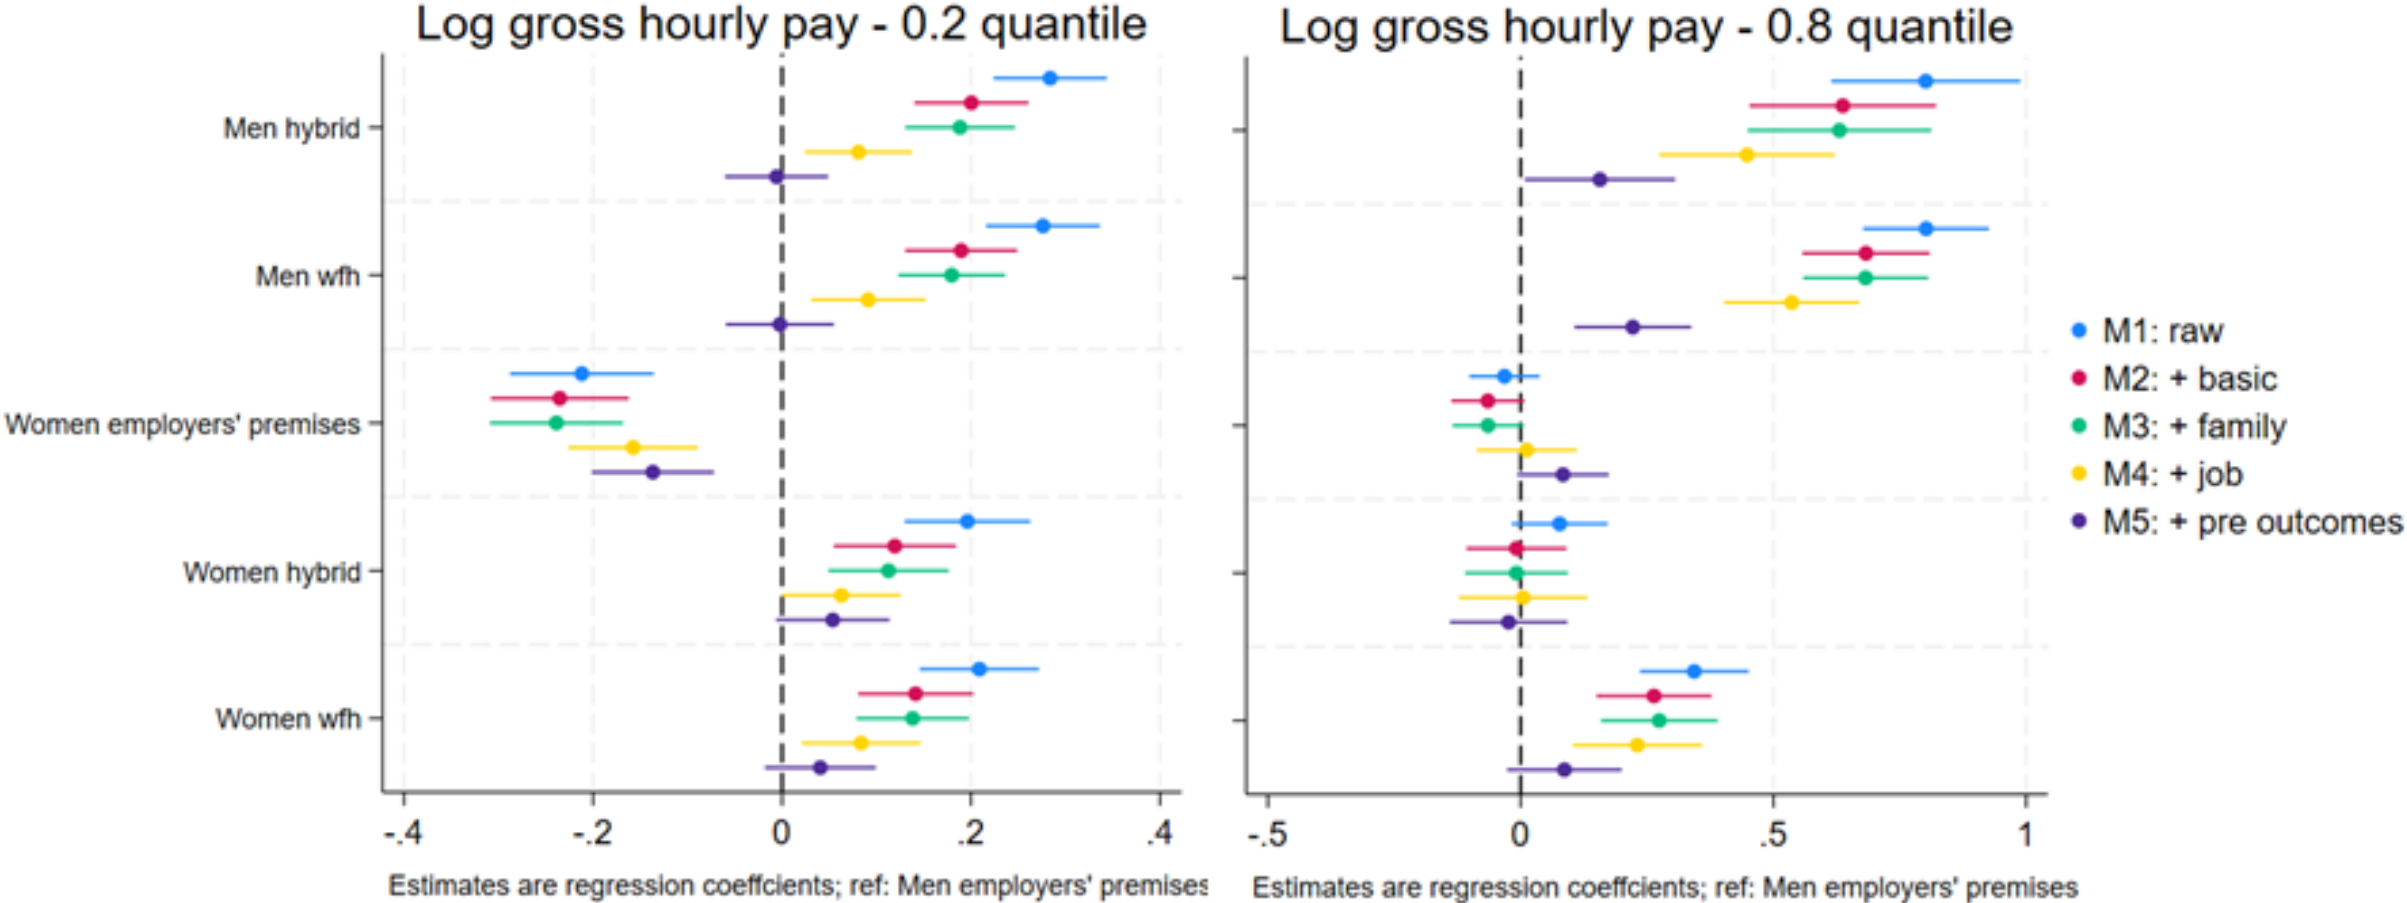 Log gross hourly pay - 0.2 quantile
Men hybrid
Men wfh
Women employers' premises
Women hybrid
Women wfh
-.4 -.2 0 .2 .4
Estimates are regression coeffcients; ref: Men employers' premises
Log gross hourly pay - 0.8 quantile
-.5 0 .5 1
Estimates are regression coeffcients; ref: Men employers' premises
M1: raw
M2: + basic
M3: + family
M4: + job
M5: + pre outcomes